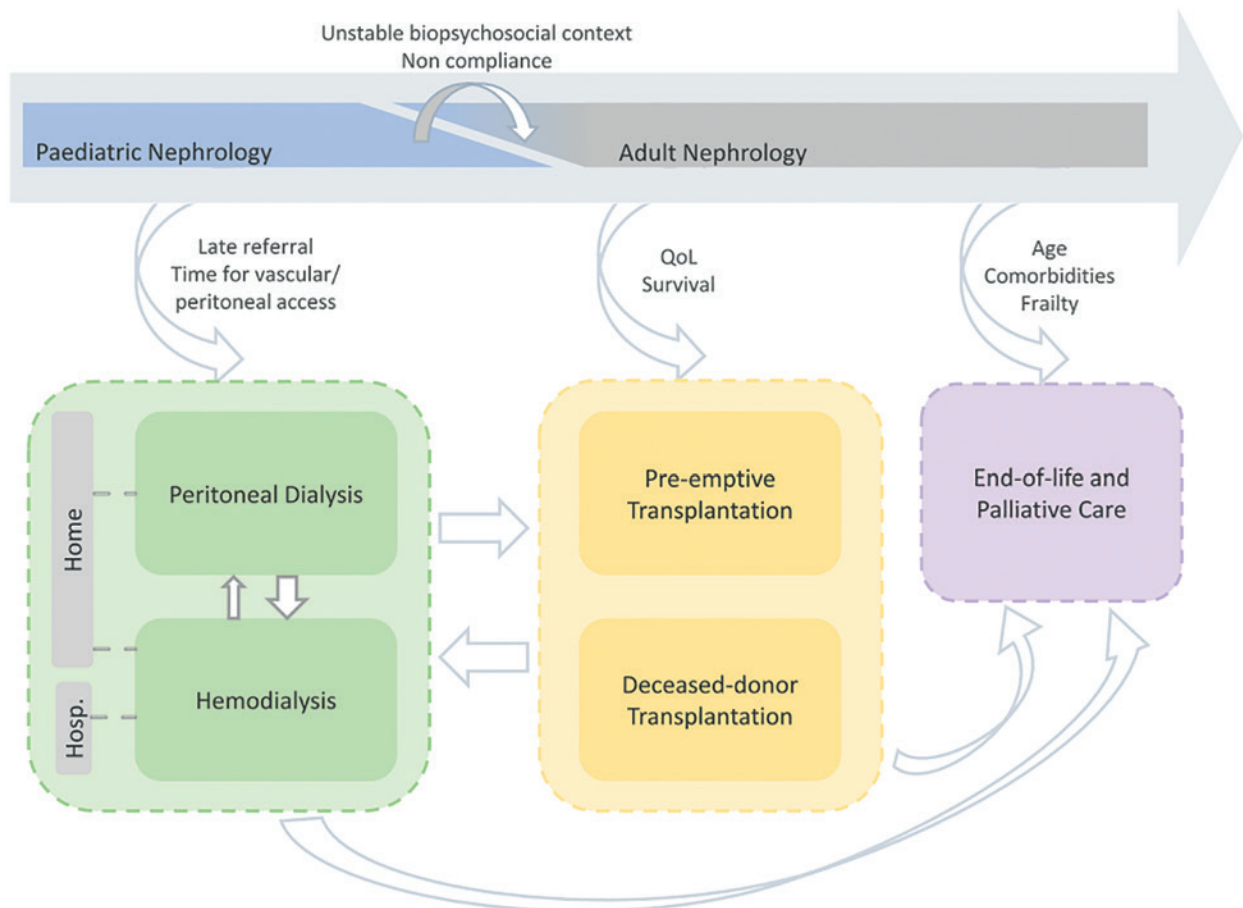 Unstable biopsychosocial context
Non compliance
Paediatric Nephrology
Adult Nephrology
Late referral
Time for vascular/
peritoneal access
QoL
Survival
Age
Comorbidities
Frailty
Home
Hosp.
Peritoneal Dialysis
Hemodialysis
Pre-emptive
Transplantation
Deceased-donor
Transplantation
End-of-life and
Palliative Care